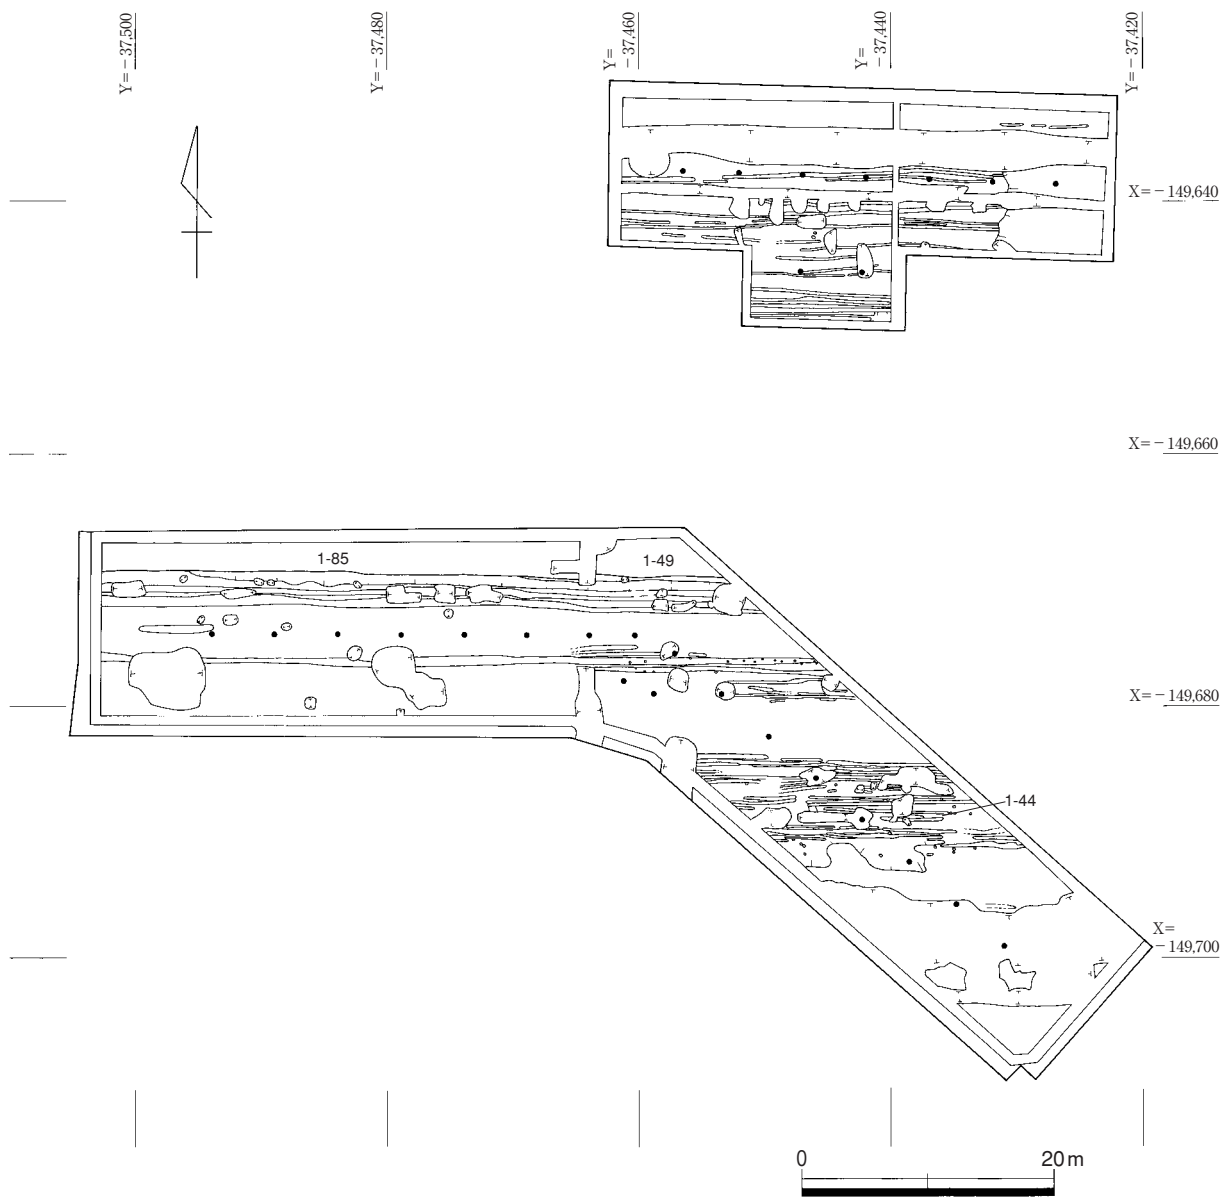 Y=－37,500
Y=－37,480
Y=
－37,460
Y=
－37,440
Y=－37,420
X=－149,640
X=－149,660
1-85
1-49
X=－149,680
1-44
X=
－149,700
0
20m